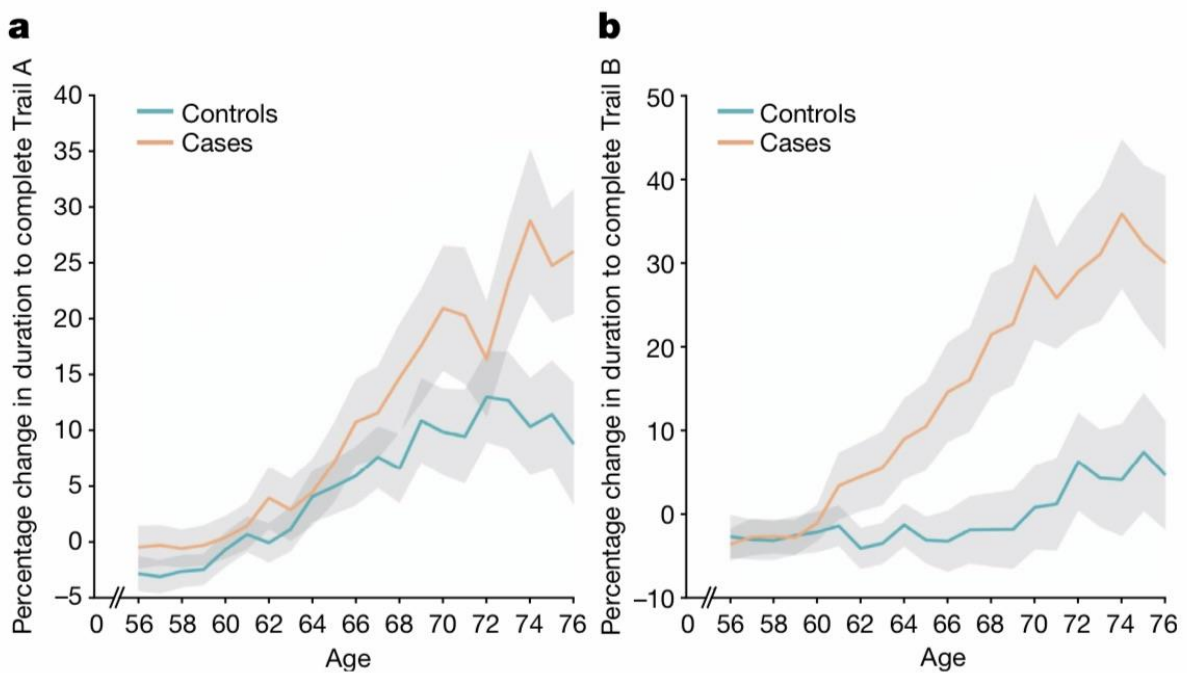 a
Percentage change in duration to complete Trail A
40
35
30
25
20
15
10
5
0
−5
Controls
Cases
0 56 58 60 62 64 66 68 70 72 74 76
Age
b
Percentage change in duration to complete Trail B
50
40
30
20
10
0
−10
Controls
Cases
0 56 58 60 62 64 66 68 70 72 74 76
Age